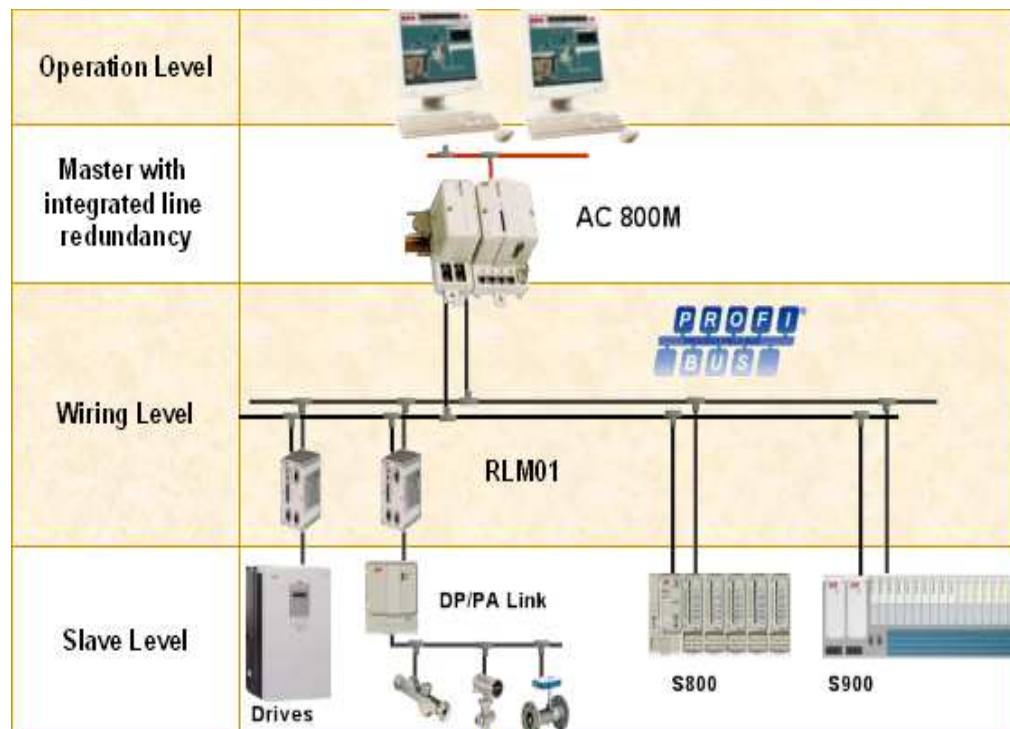 Operation Level
Master with
integrated line
redundancy
AC 800M
PROFI
BUS
Wiring Level
RLM01
DP/PA Link
Slave Level
S800
S900
Drives